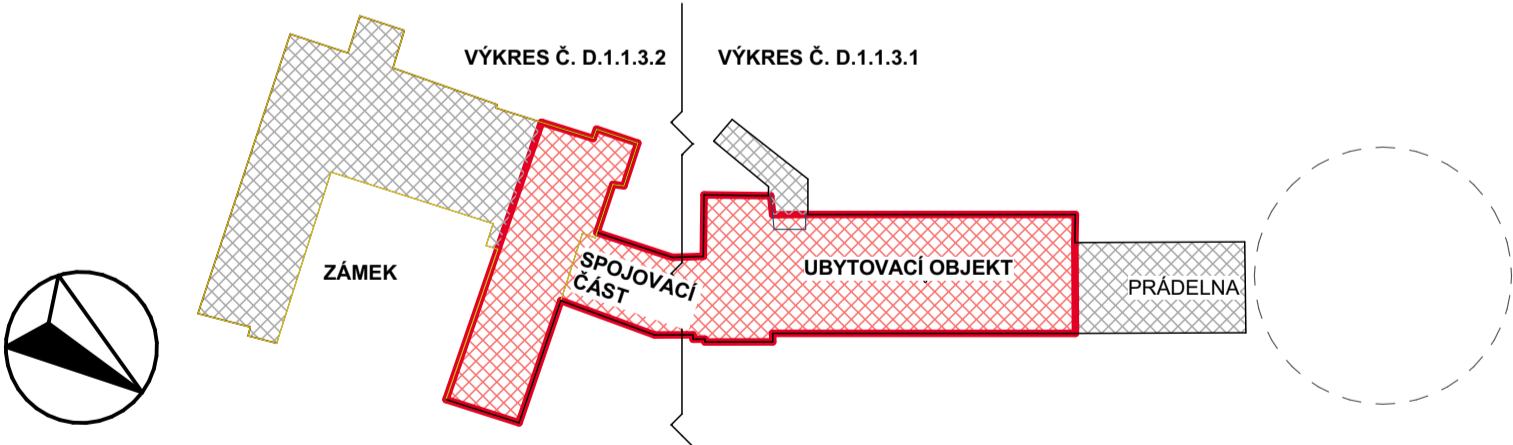 VÝKRES Č. D.1.1.3.2
VÝKRES Č. D.1.1.3.1
ZÁMEK
SPOJOVACÍ
ČÁST
UBYTOVACÍ OBJEKT
PRÁDELNA